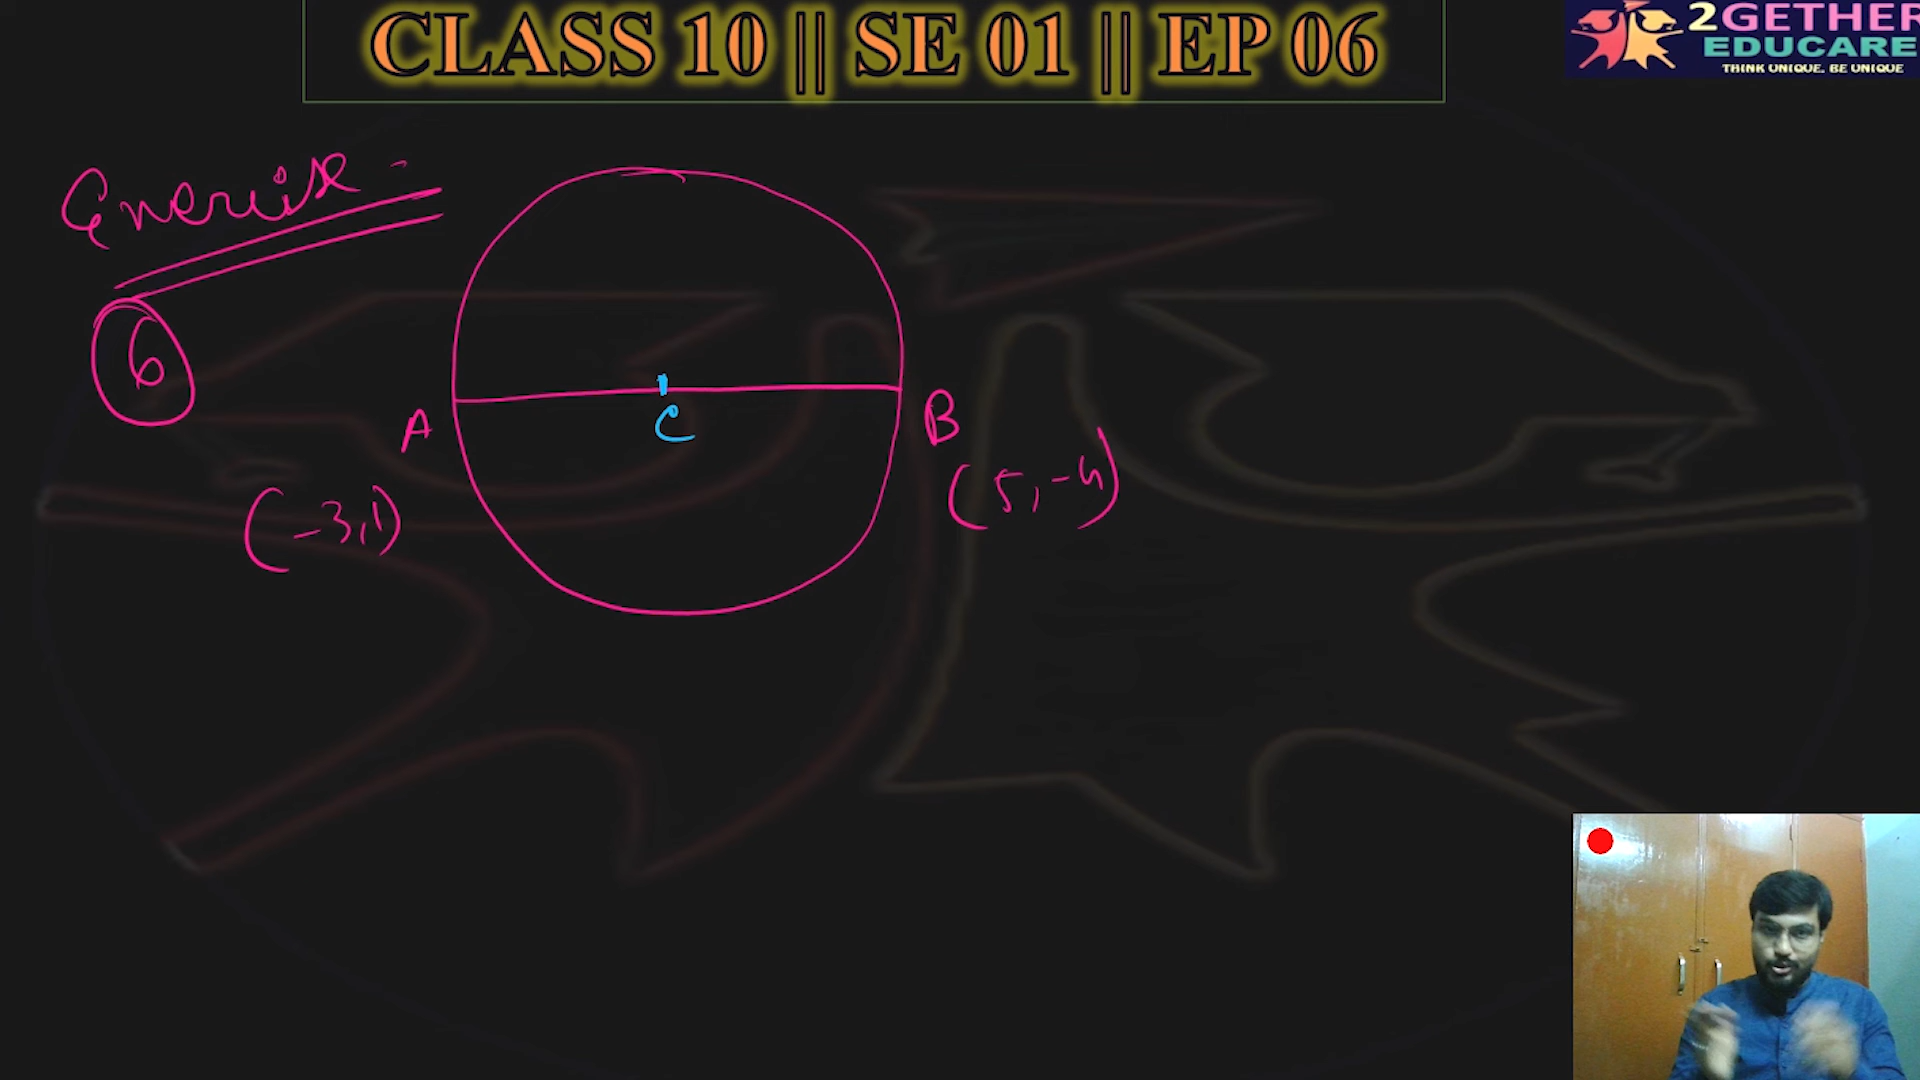 CLASS 10 || SE 01 || EP 06
2GETHER
EDUCARE
THINK UNIQUE. BE UNIQUE
Exercise -
6
C
A
B
(5, -4)
(-3, 1)